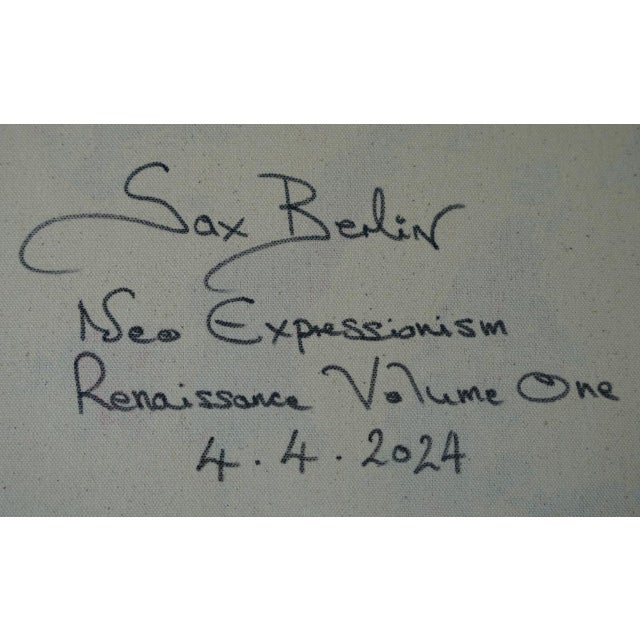 Sax Berlin
Neo Expressionism
Renaissance Volume One
4.4.2024